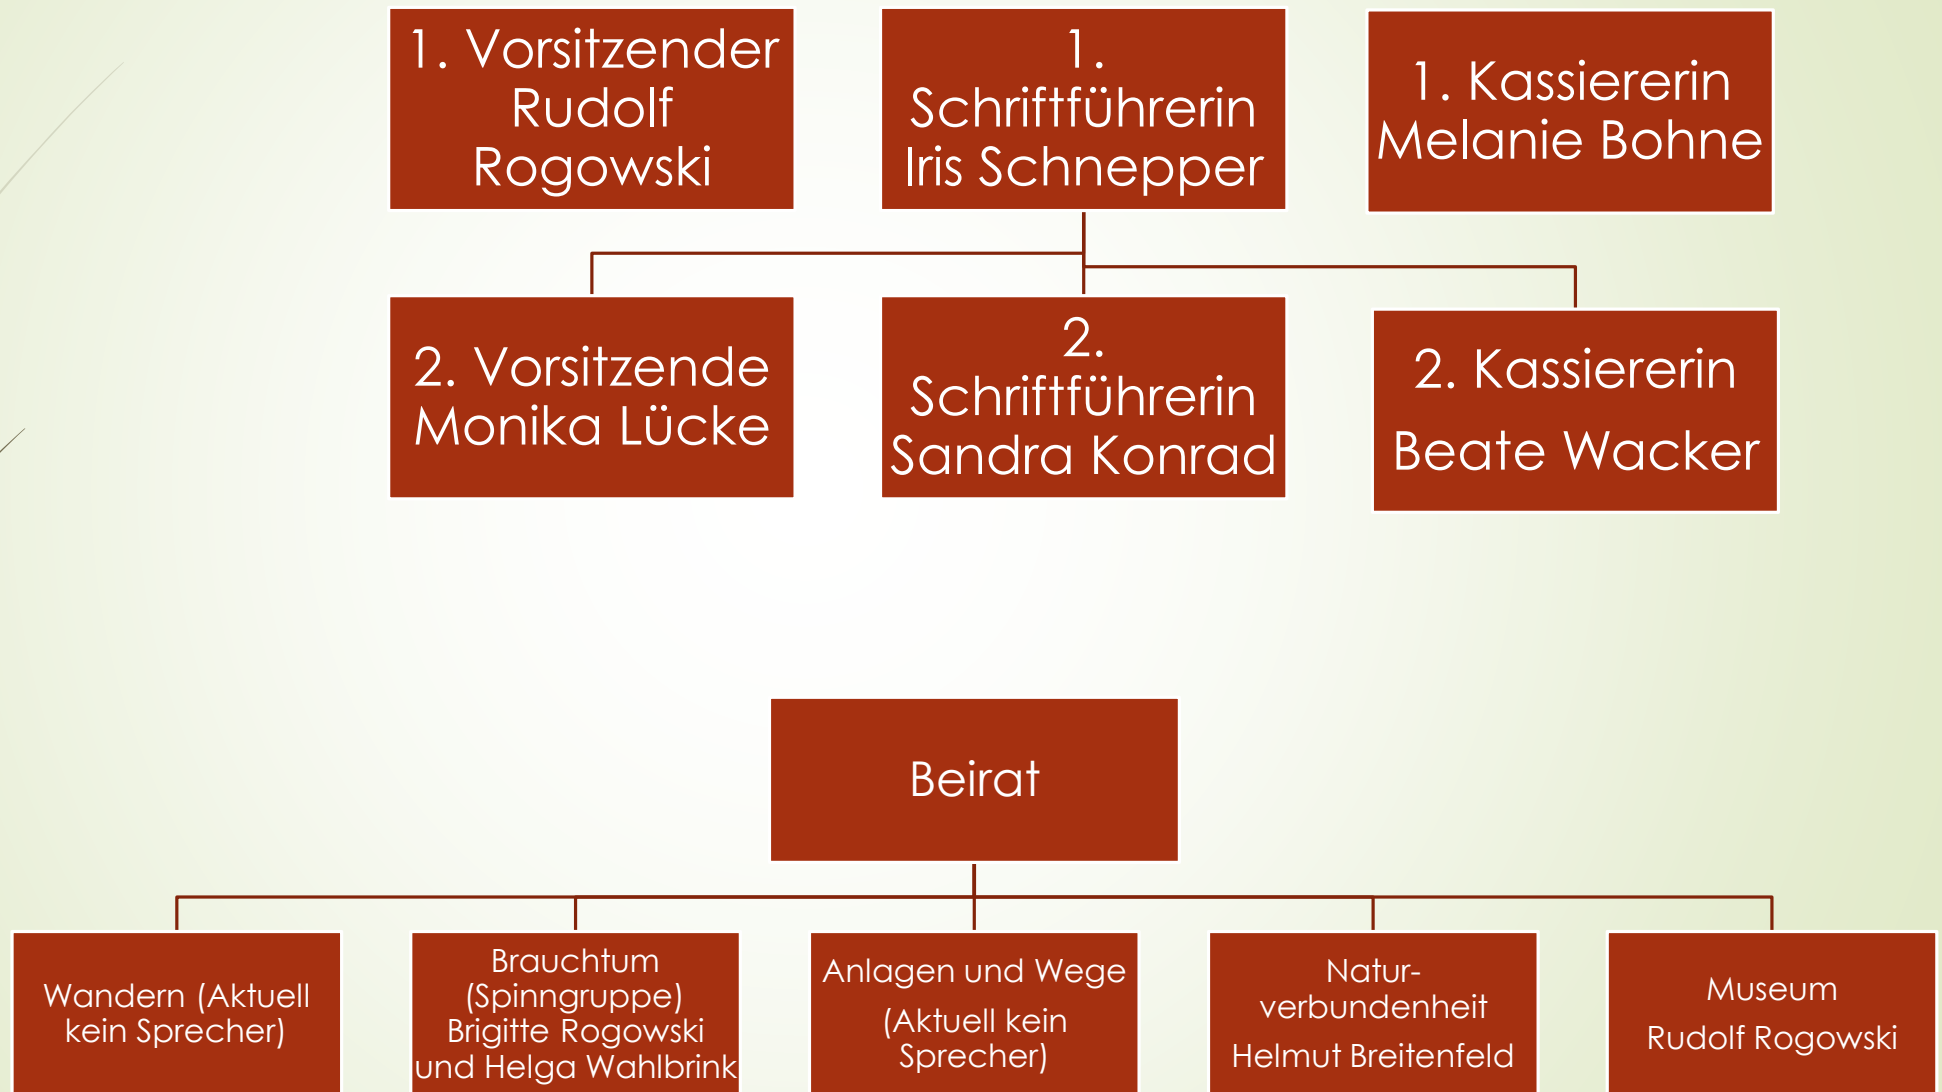 1. Vorsitzender
Rudolf
Rogowski
1.
Schriftführerin
Iris Schnepper
1. Kassiererin
Melanie Bohne
2. Vorsitzende
Monika Lücke
2.
Schriftführerin
Sandra Konrad
2. Kassiererin
Beate Wacker
Beirat
Wandern (Aktuell
kein Sprecher)
Brauchtum
(Spinngruppe)
Brigitte Rogowski
und Helga Wahlbrink
Anlagen und Wege
(Aktuell kein
Sprecher)
Natur-
verbundenheit
Helmut Breitenfeld
Museum
Rudolf Rogowski